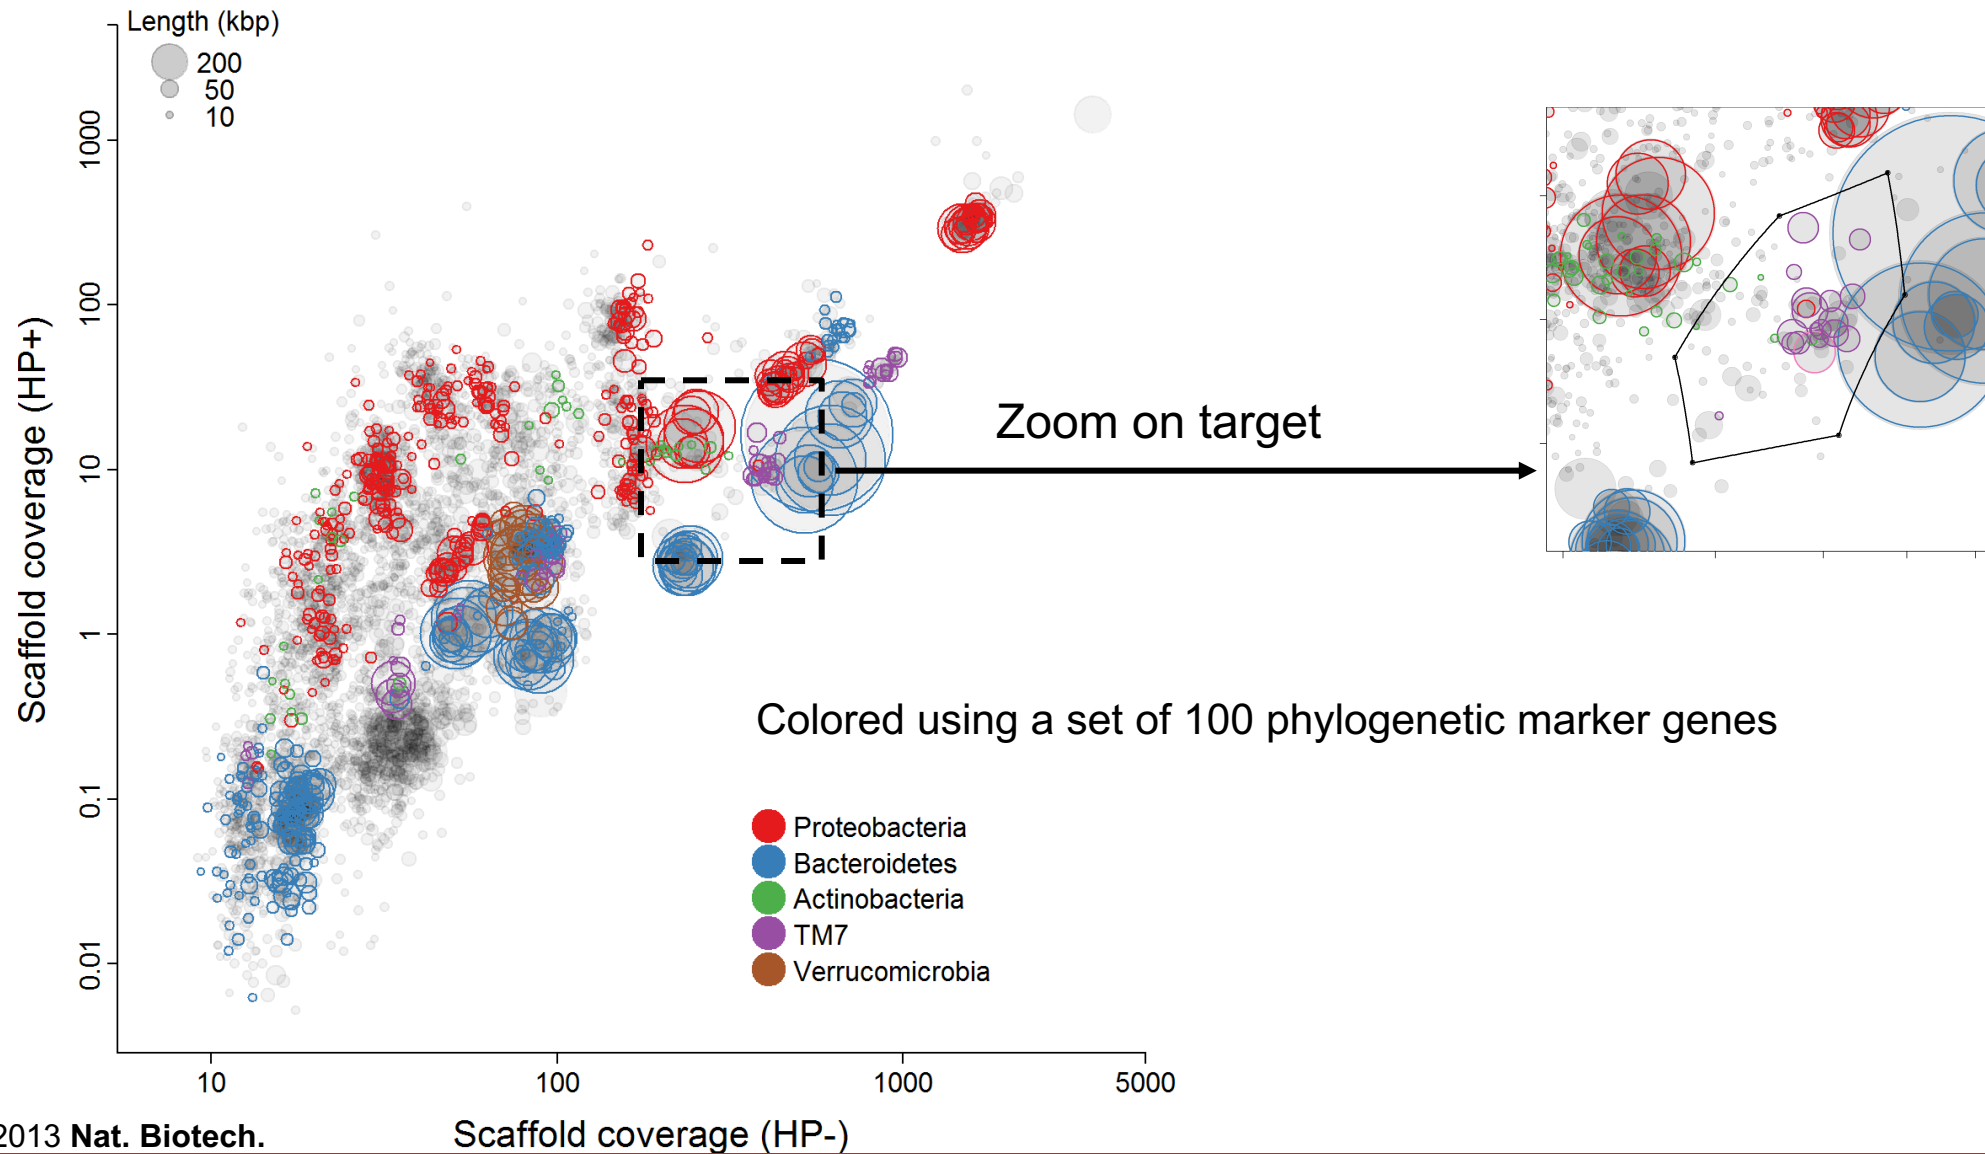 Length (kbp)
200
50
10
Scaffold coverage (HP+)
1000
100
10
1
0.1
0.01
Zoom on target
Colored using a set of 100 phylogenetic marker genes
Proteobacteria
Bacteroidetes
Actinobacteria
TM7
Verrucomicrobia
10
100
1000
5000
Scaffold coverage (HP-)
2013 Nat. Biotech.